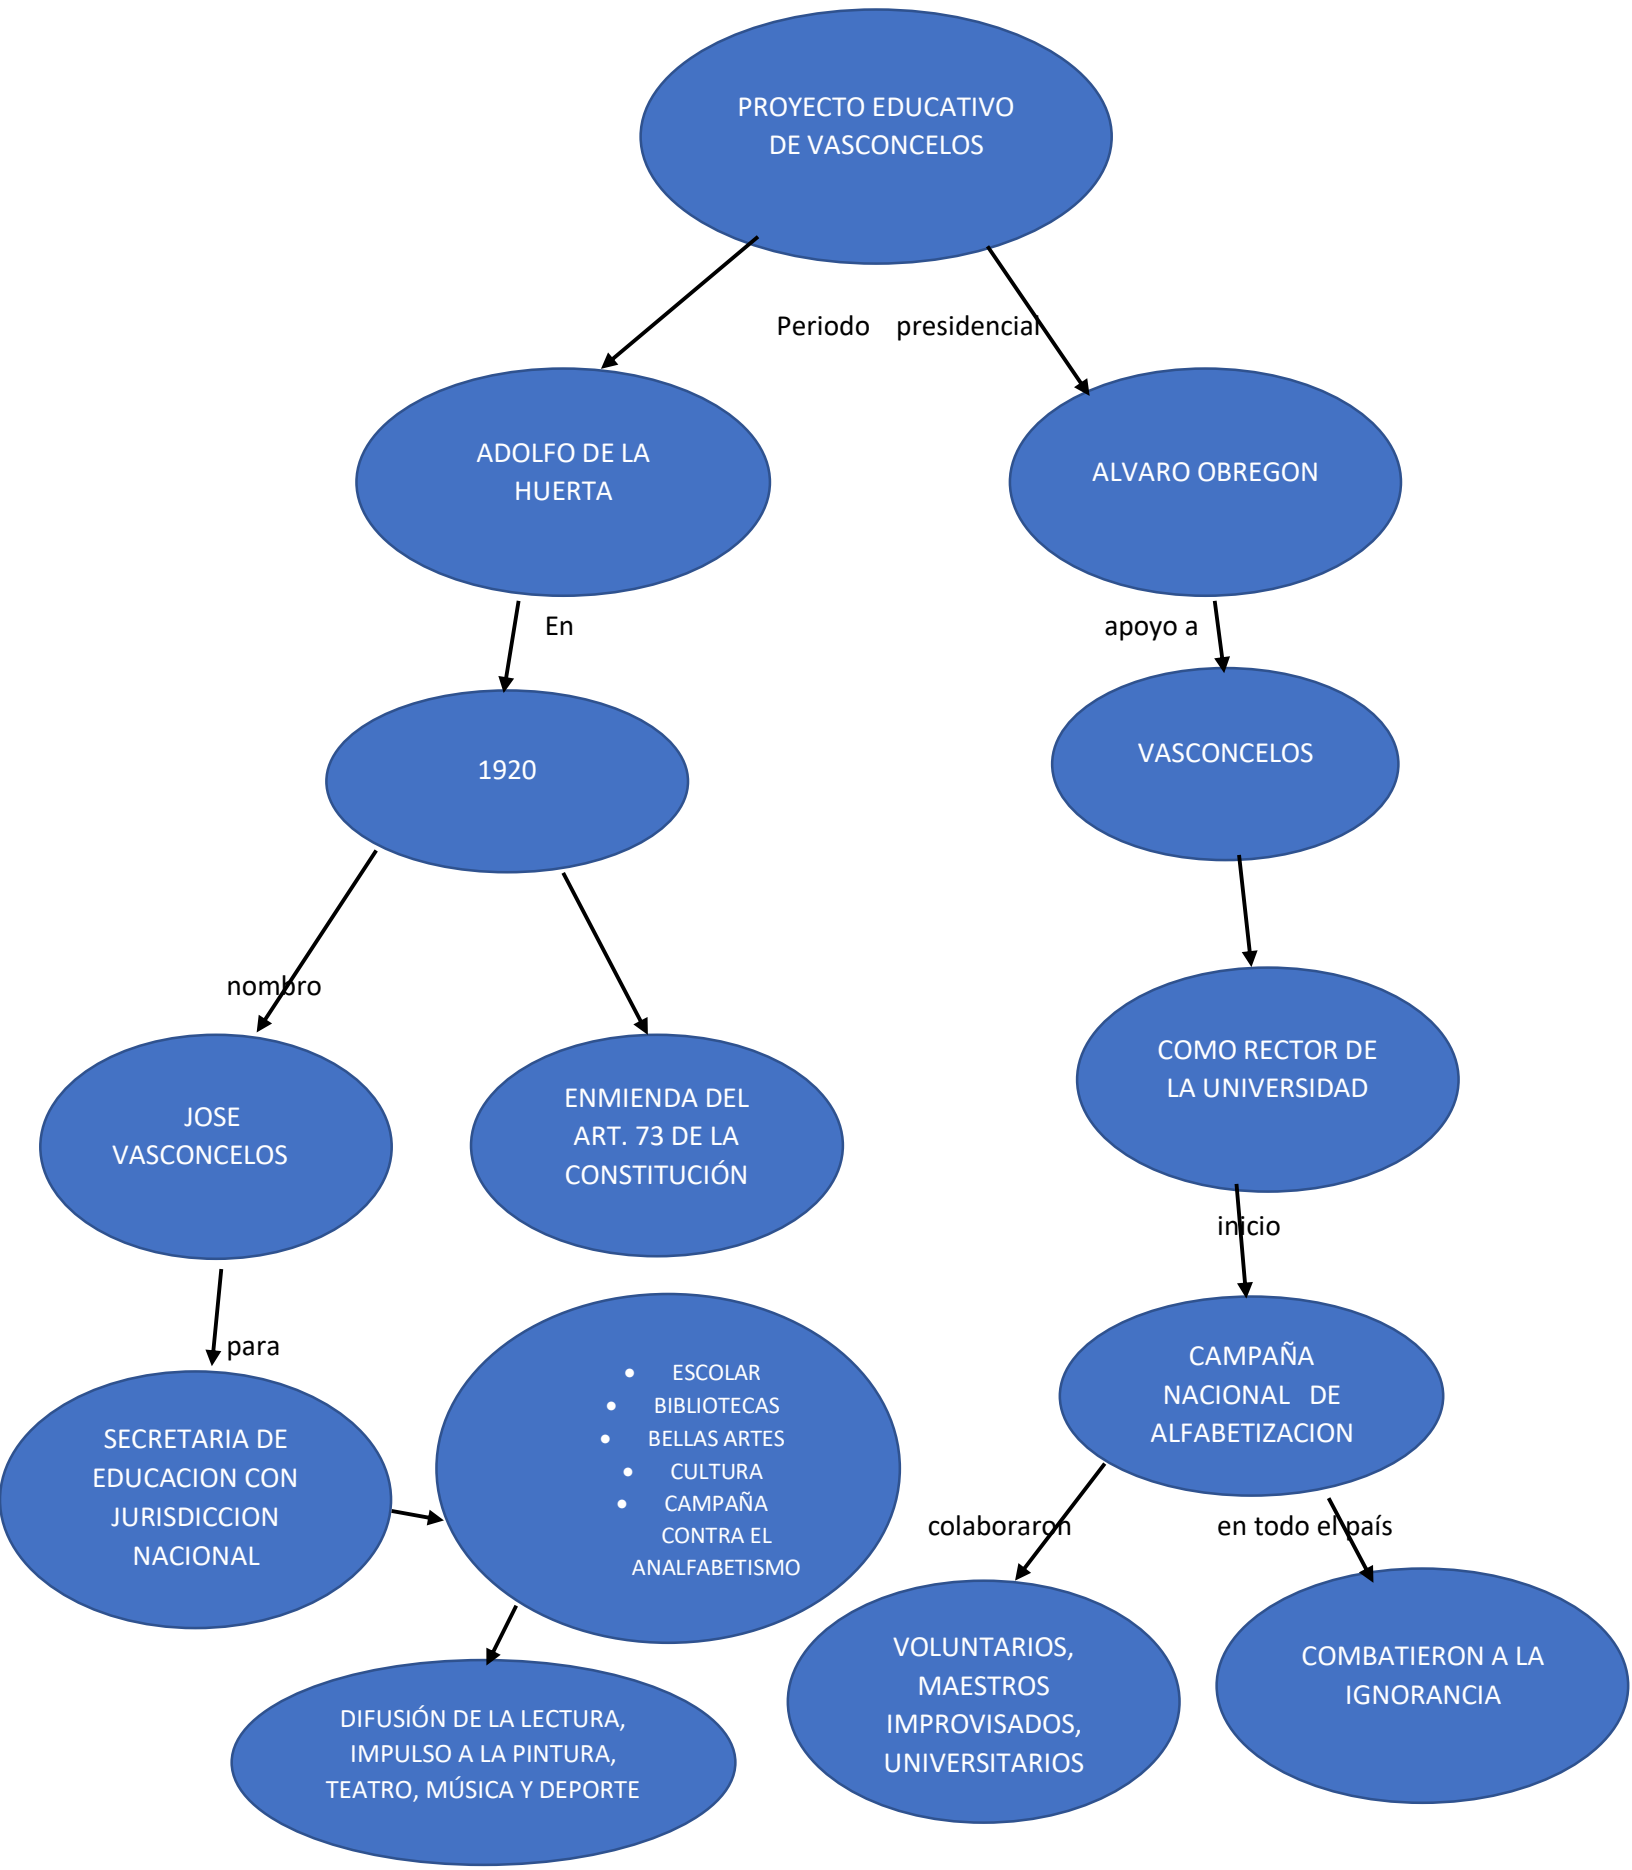 PROYECTO EDUCATIVO
DE VASCONCELOS
Periodo presidencial
ADOLFO DE LA
HUERTA
ALVARO OBREGON
En
apoyo a
1920
VASCONCELOS
nombro
JOSE
VASCONCELOS
ENMIENDA DEL
ART. 73 DE LA
CONSTITUCIÓN
COMO RECTOR DE
LA UNIVERSIDAD
inicio
para
SECRETARIA DE
EDUCACION CON
JURISDICCION
NACIONAL
• ESCOLAR
• BIBLIOTECAS
• BELLAS ARTES
• CULTURA
• CAMPAÑA
CONTRA EL
ANALFABETISMO
CAMPAÑA
NACIONAL DE
ALFABETIZACION
colaboraron
en todo el país
DIFUSIÓN DE LA LECTURA,
IMPULSO A LA PINTURA,
TEATRO, MÚSICA Y DEPORTE
VOLUNTARIOS,
MAESTROS
IMPROVISADOS,
UNIVERSITARIOS
COMBATIERON A LA
IGNORANCIA